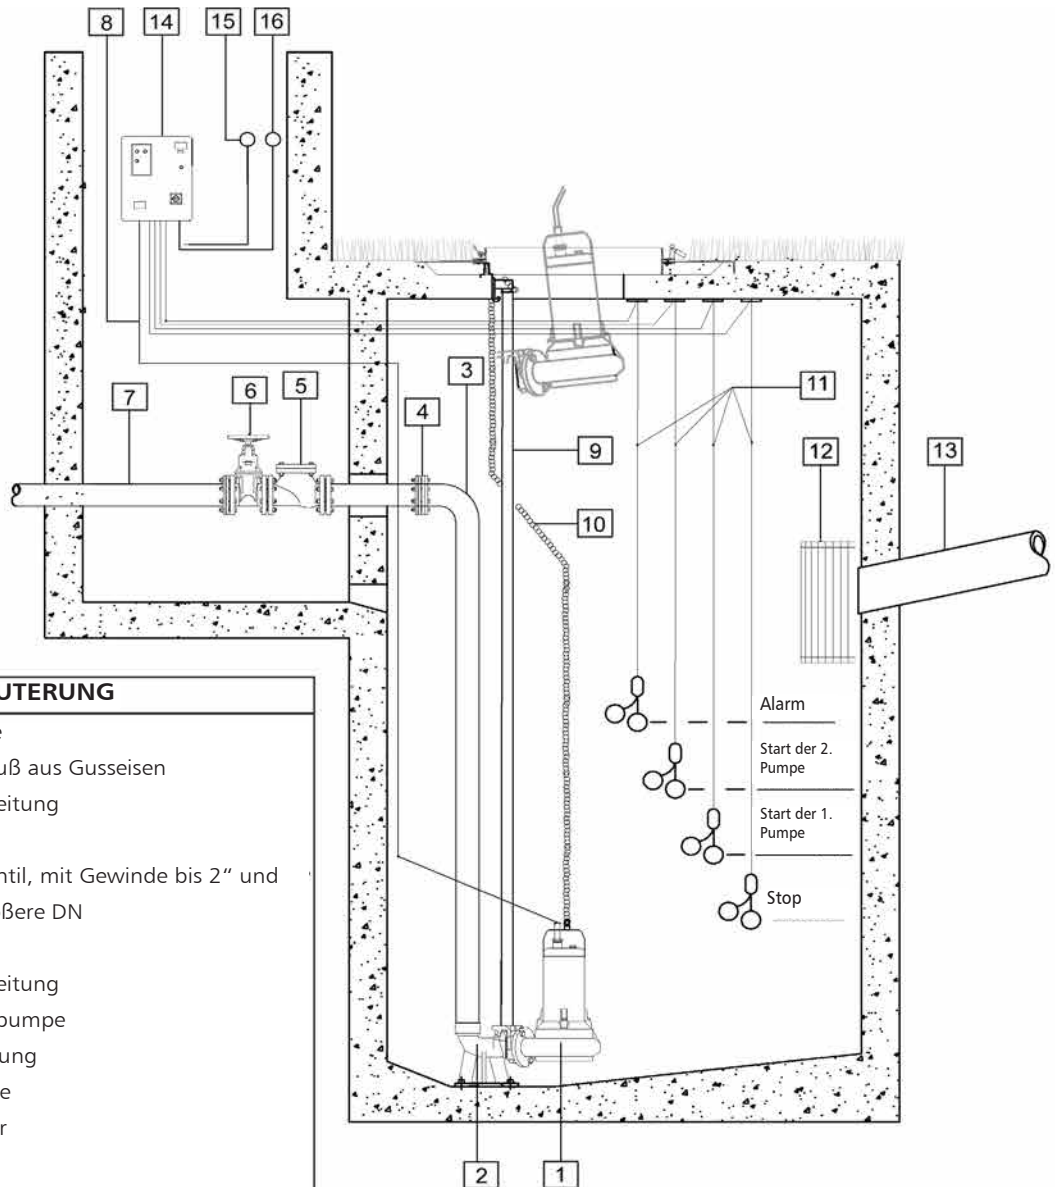 8 14 15 16
3
7 6 5 4 11
9 12 13
10
UTERUNG
e
uß aus Gusseisen
eitung
ntil, mit Gewinde bis 2“ und
ößere DN
eitung
pumpe
ung
e
r
Alarm
Start der 2.
Pumpe
Start der 1.
Pumpe
Stop
2 1